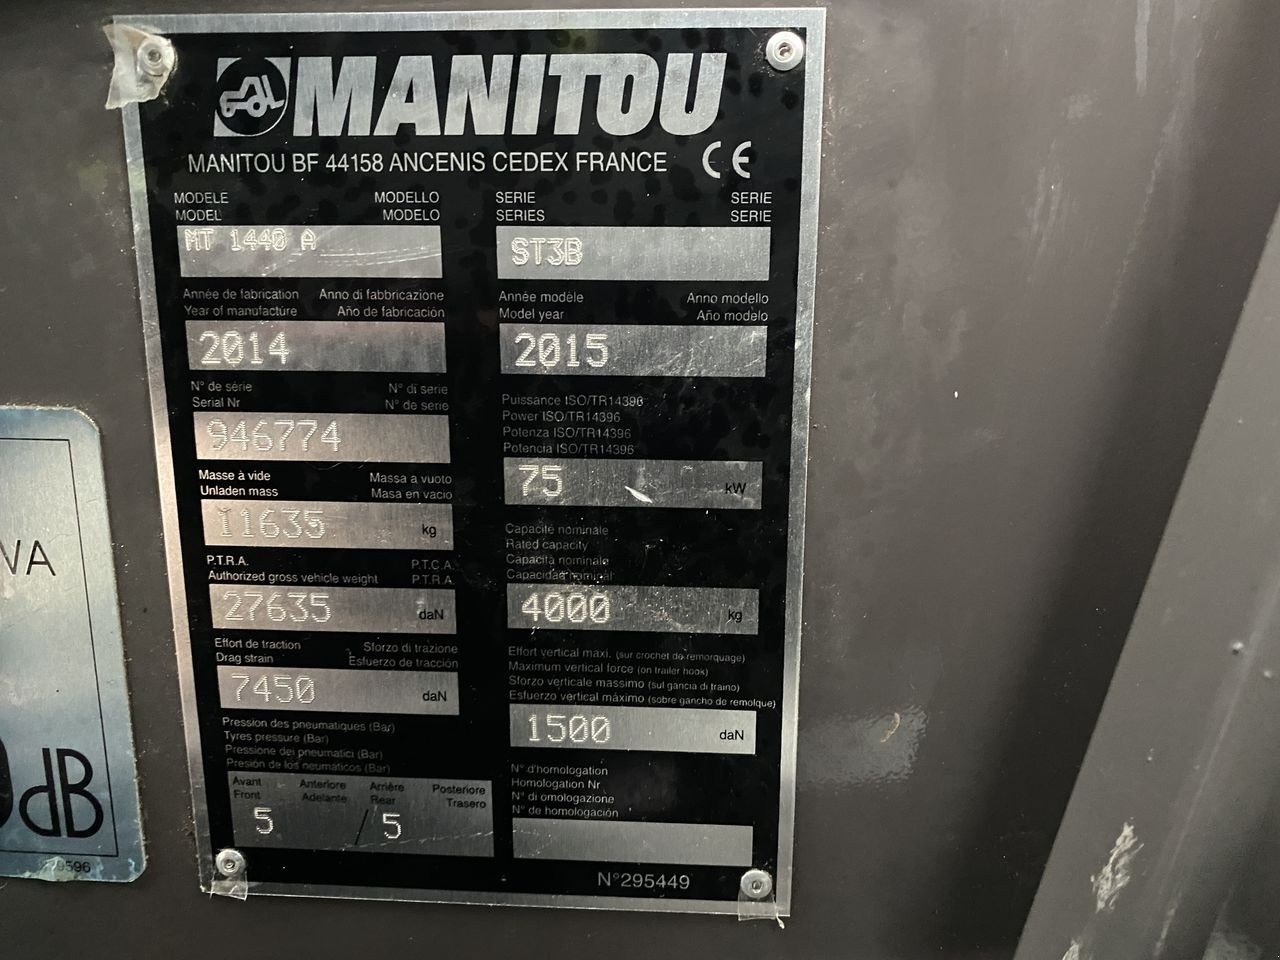 MANITOU
MANITOU BF 44158 ANCENIS CEDEX FRANCE CE
MODELE MODELLO
MODEL MODELO
MT 1440 A
SERIE SERIE
SERIES SERIE
ST3B
Année de fabrication Anno di fabbricazione
Year of manufacture Año de fabricación
2014
Année modèle Anno modello
Model year Año modelo
2015
N° de série N° di serie
Serial Nr N° de serie
946774
Puissance ISO/TR14396
Power ISO/TR14396
Potenza ISO/TR14396
Potencia ISO/TR14396
75 kW
Masse à vide Massa a vuoto
Unladen mass Masa en vacio
11635 kg
Capacité nominale
Rated capacity
Capacità nominale
Capacidad nominal
4000 kg
P.T.R.A. P.T.C.A.
Authorized gross vehicle weight P.T.R.A.
27635 daN
Effort vertical maxi. (sur crochet de remorquage)
Maximum vertical force (on trailer hook)
Sforzo verticale massimo (sul gancia di traino)
Esfuerzo vertical máximo (sobre gancho de remolque)
1500 daN
Effort de traction Sforzo di trazione
Drag strain Esfuerzo de tracción
7450 daN
Pression des pneumatiques (Bar)
Tyres pressure (Bar)
Pressione dei pneumatici (Bar)
Presión de los neumáticos (Bar)
Avant Anteriore Arrière Posteriore
Front Adelante Rear Trasero
5 / 5
N° d'homologation
Homologation Nr
N° di omologazione
N° de homologación
N°295449
WA
dB